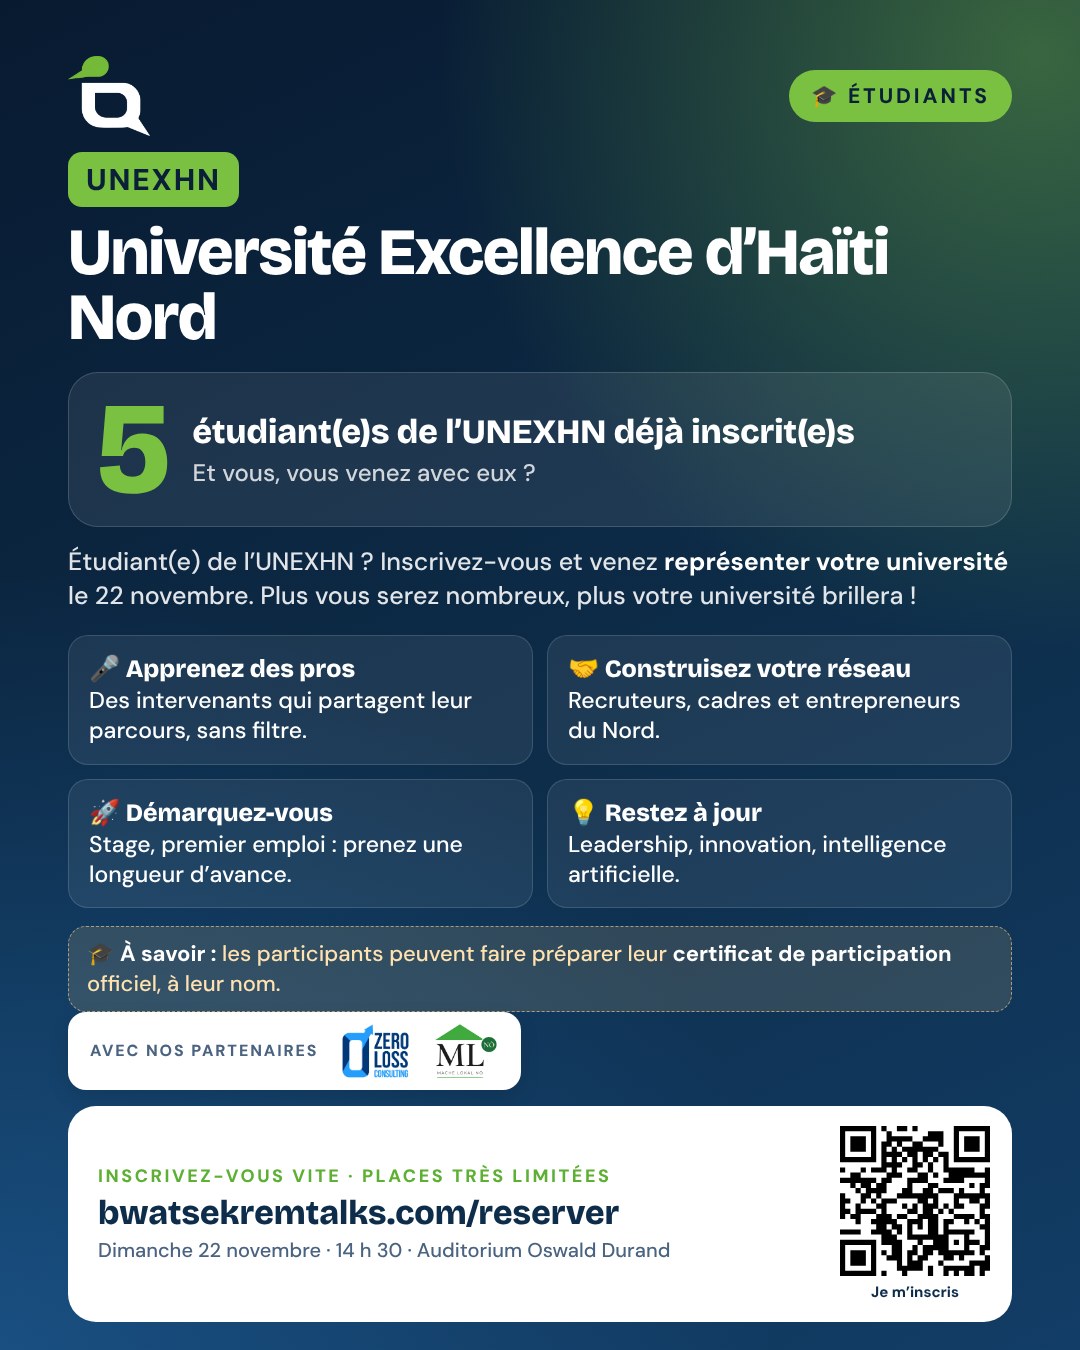 🎓 ÉTUDIANTS
UNEXHN
Université Excellence d’Haïti
Nord
5
étudiant(e)s de l’UNEXHN déjà inscrit(e)s
Et vous, vous venez avec eux ?
Étudiant(e) de l’UNEXHN ? Inscrivez-vous et venez représenter votre université
le 22 novembre. Plus vous serez nombreux, plus votre université brillera !
🎤 Apprenez des pros
Des intervenants qui partagent leur
parcours, sans filtre.
🤝 Construisez votre réseau
Recruteurs, cadres et entrepreneurs
du Nord.
🚀 Démarquez-vous
Stage, premier emploi : prenez une
longueur d’avance.
💡 Restez à jour
Leadership, innovation, intelligence
artificielle.
🎓 À savoir : les participants peuvent faire préparer leur certificat de participation
officiel, à leur nom.
AVEC NOS PARTENAIRES
ZERO
LOSS
CONSULTING
ML
NÒ
MACHÉ LOKAL NÒ
INSCRIVEZ-VOUS VITE · PLACES TRÈS LIMITÉES
bwatsekremtalks.com/reserver
Dimanche 22 novembre · 14 h 30 · Auditorium Oswald Durand
Je m’inscris